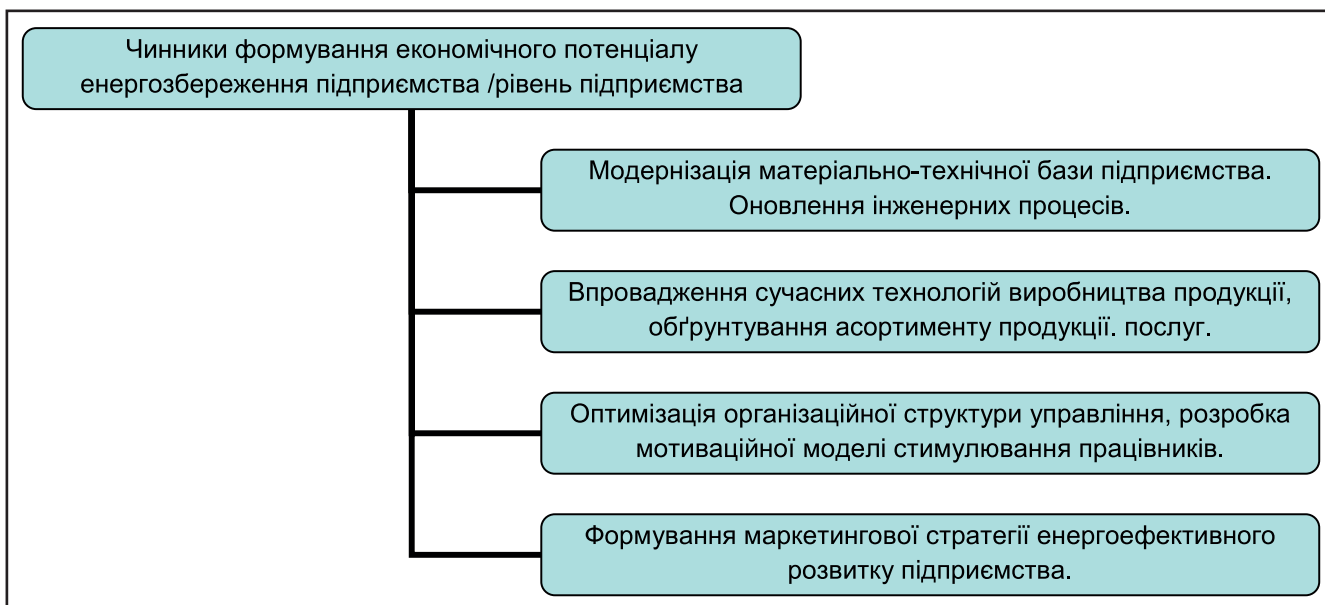 Чинники формування економічного потенціалу
енергозбереження підприємства /рівень підприємства
Модернізація матеріально-технічної бази підприємства.
Оновлення інженерних процесів.
Впровадження сучасних технологій виробництва продукції,
обґрунтування асортименту продукції. послуг.
Оптимізація організаційної структури управління, розробка
мотиваційної моделі стимулювання працівників.
Формування маркетингової стратегії енергоефективного
розвитку підприємства.